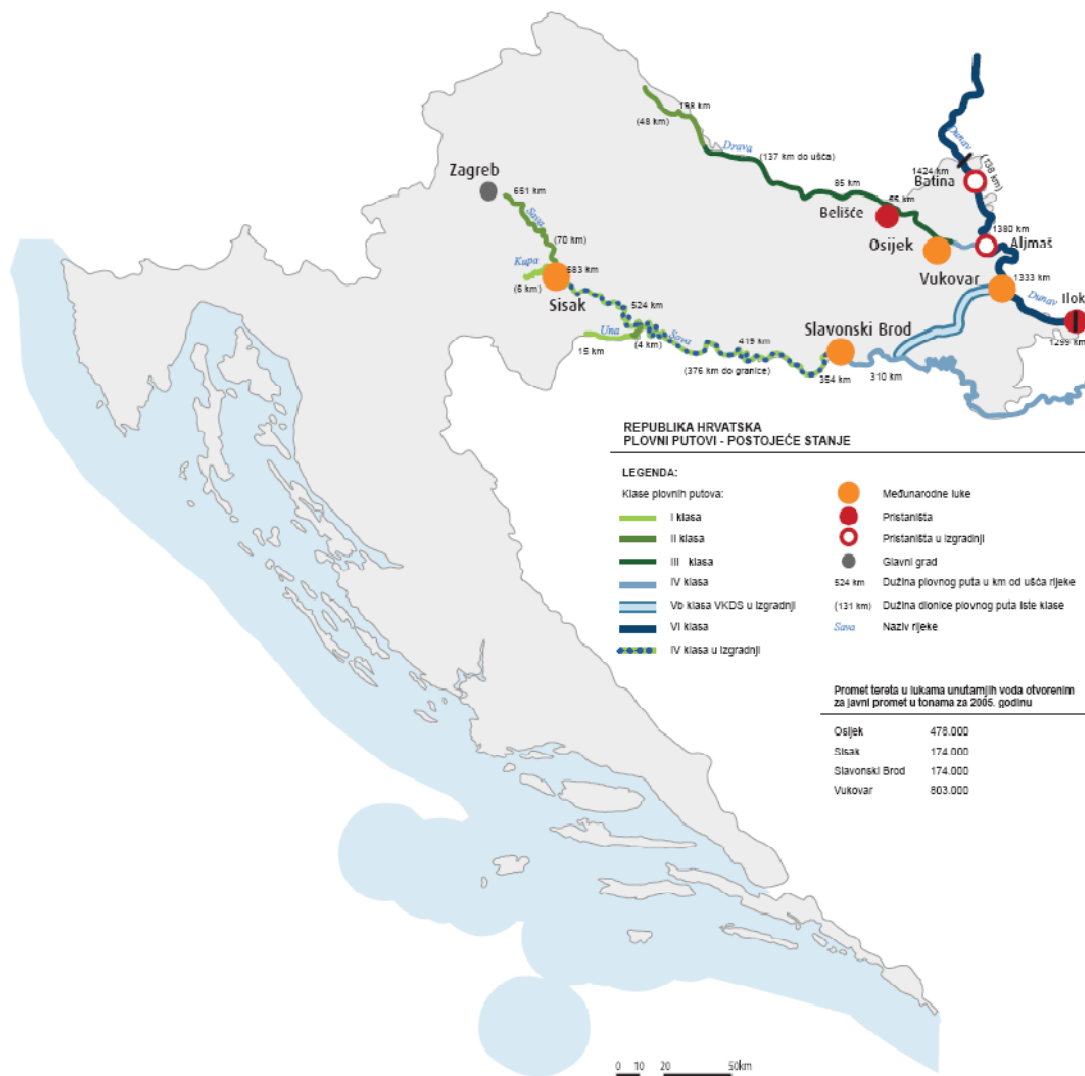 198 km
(48 km)
Drava
(137 km do ušća)
Dunav
1424 km
(138 km)
Batina
Zagreb
651 km
85 km
55 km
Belišće
Sava
Osijek
1380 km
Aljmaš
(70 km)
Kupa
583 km
(5 km)
Sisak
Vukovar
1333 km
Dunav
Ilok
1299 km
524 km
Una
Sava
(4 km)
15 km
419 km
Slavonski Brod
(376 km do granice)
354 km
310 km
REPUBLIKA HRVATSKA
PLOVNI PUTOVI - POSTOJEĆE STANJE
LEGENDA:
Klase plovnih putova:
I klasa
II klasa
III klasa
IV klasa
Vb klasa VKDS u izgradnji
VI klasa
IV klasa u izgradnji
Međunarodne luke
Pristaništa
Pristaništa u izgradnji
Glavni grad
524 km Dužina plovnog puta u km od ušća rijeke
(131 km) Dužina dionice plovnog puta iste klase
Sava Naziv rijeke
Promet tereta u lukama unutarnjih voda otvorenim
za javni promet u tonama za 2005. godinu
Osijek 478.000
Sisak 174.000
Slavonski Brod 174.000
Vukovar 803.000
0 10 20 50km